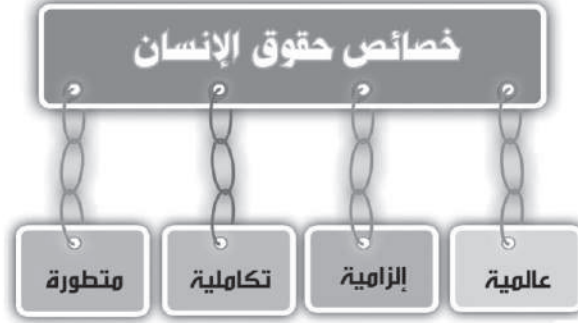 خصائص حقوق الإنسان
عالمية
إلزامية
تكاملية
متطورة